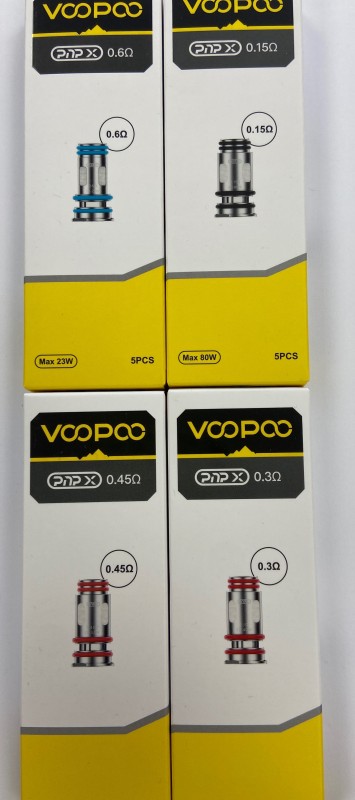 VOOPOO
PNP X 0.6Ω
0.6Ω
Max 23W
5PCS
VOOPOO
PNP X 0.15Ω
0.15Ω
Max 80W
5PCS
VOOPOO
PNP X 0.45Ω
0.45Ω
VOOPOO
PNP X 0.3Ω
0.3Ω